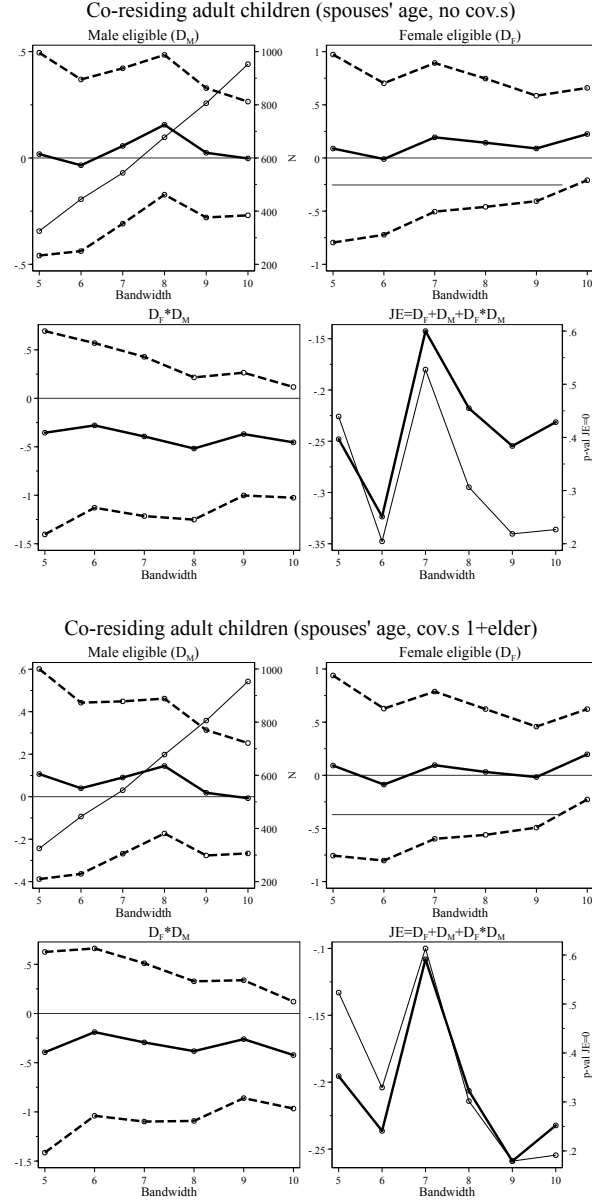 Co-residing adult children (spouses' age, no cov.s)
Male eligible (D_M)
Female eligible (D_F)
.5
0
-.5
1000
800
600
400
200
N
5 6 7 8 9 10
Bandwidth
1
.5
0
-.5
-1
5 6 7 8 9 10
Bandwidth
D_F*D_M
JE=D_F+D_M+D_F*D_M
.5
0
-.5
-1
-1.5
5 6 7 8 9 10
Bandwidth
-.15
-.2
-.25
-.3
-.35
.6
.5
.4
.3
.2
p-val JE=0
5 6 7 8 9 10
Bandwidth
Co-residing adult children (spouses' age, cov.s 1+elder)
Male eligible (D_M)
Female eligible (D_F)
.6
.4
.2
0
-.2
-.4
1000
800
600
400
200
N
5 6 7 8 9 10
Bandwidth
1
.5
0
-.5
-1
5 6 7 8 9 10
Bandwidth
D_F*D_M
JE=D_F+D_M+D_F*D_M
.5
0
-.5
-1
-1.5
5 6 7 8 9 10
Bandwidth
-.1
-.15
-.2
-.25
.6
.5
.4
.3
.2
p-val JE=0
5 6 7 8 9 10
Bandwidth